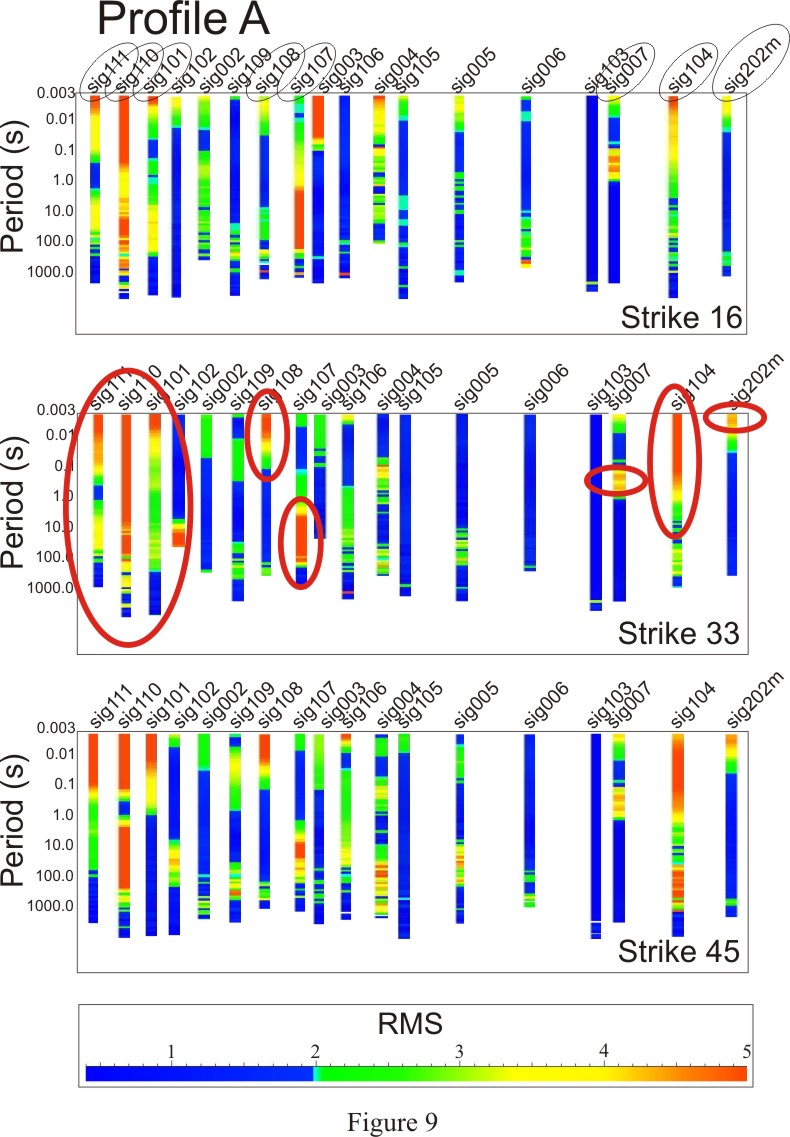 Profile A
sig111 sig110 sig101 sig102 sig002 sig109 sig108 sig107 sig003 sig106 sig004 sig105 sig005 sig006 sig103 sig007 sig104 sig202m
Period (s)
0.003
0.01
0.1
1.0
10.0
100.0
1000.0
Strike 16
sig111 sig110 sig101 sig102 sig002 sig109 sig108 sig107 sig003 sig106 sig004 sig105 sig005 sig006 sig103 sig007 sig104 sig202m
Period (s)
0.003
0.01
0.1
1.0
10.0
100.0
1000.0
Strike 33
sig111 sig110 sig101 sig102 sig002 sig109 sig108 sig107 sig003 sig106 sig004 sig105 sig005 sig006 sig103 sig007 sig104 sig202m
Period (s)
0.003
0.01
0.1
1.0
10.0
100.0
1000.0
Strike 45
RMS
1 2 3 4 5
Figure 9